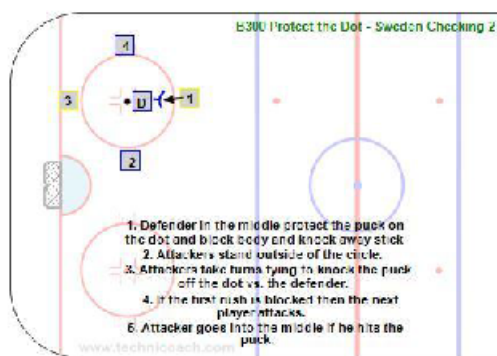 B300 Protect the Dot - Sweden Checking 2
4
3
D
1
2
1. Defender in the middle protect the puck on
the dot and block body and knock away stick
2. Attackers stand outside of the circle.
3. Attackers take turns tying to knock the puck
off the dot vs. the defender.
4. If the first rush is blocked then the next
player attacks.
5. Attacker goes into the middle if he hits the
puck.
www.technicoach.com